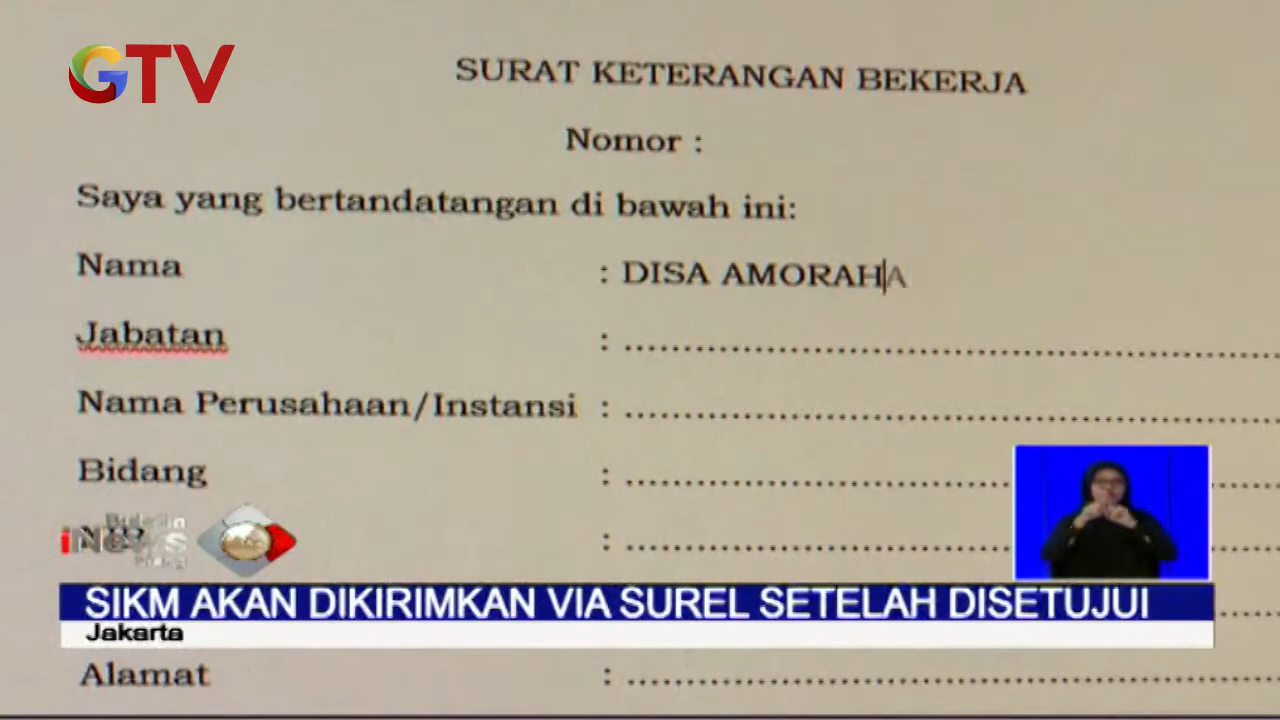 GTV
SURAT KETERANGAN BEKERJA
Nomor :
Saya yang bertandatangan di bawah ini:
Nama : DISA AMORAHA
Jabatan : ........................................................
Nama Perusahaan/Instansi : ........................................................
Bidang : ........................................................
iNews
SIKM AKAN DIKIRIMKAN VIA SUREL SETELAH DISETUJUI
Jakarta
Alamat : ........................................................